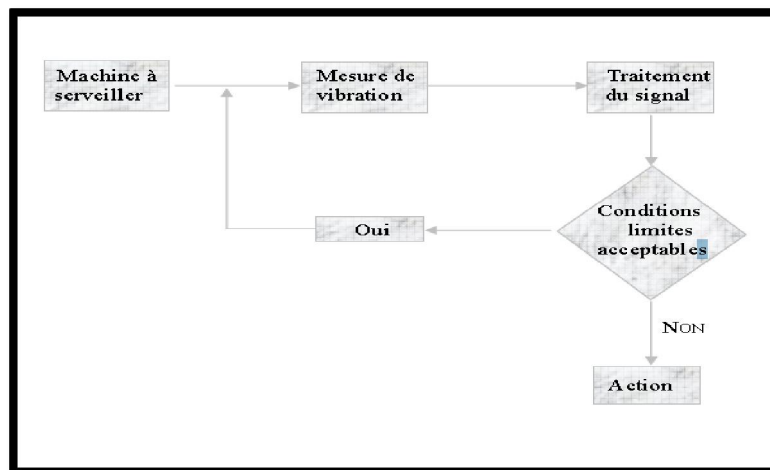 Machine à
serveiller
Mesure de
vibration
Traitement
du signal
Conditions
limites
acceptables
Oui
NON
Action